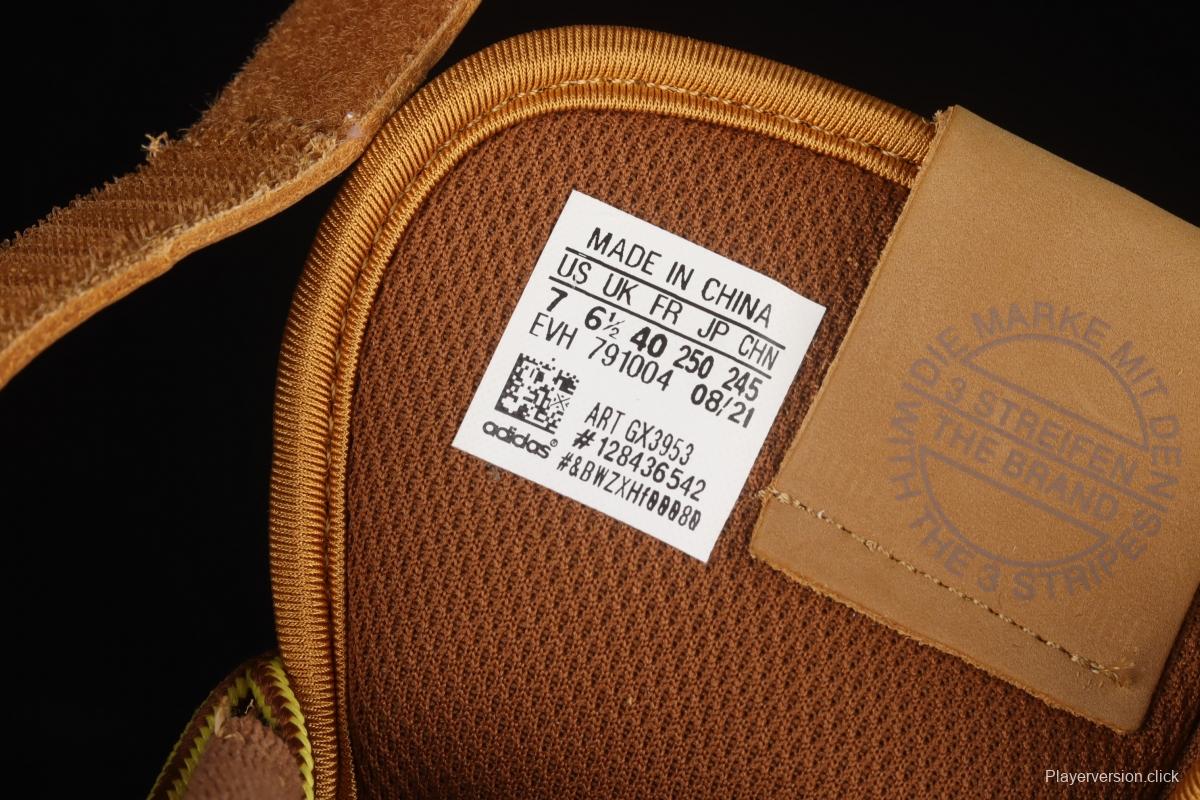 MADE IN CHINA
US UK FR JP CHN
7 6½ 40 250 245
EVH 791004 08/21
ART GX3953
#128436542
adidas®
#&BWZXHf00080
DIE MARKE MIT DEN
3 STREIFEN
THE BRAND
THE 3 STRIPES
Playerversion.click